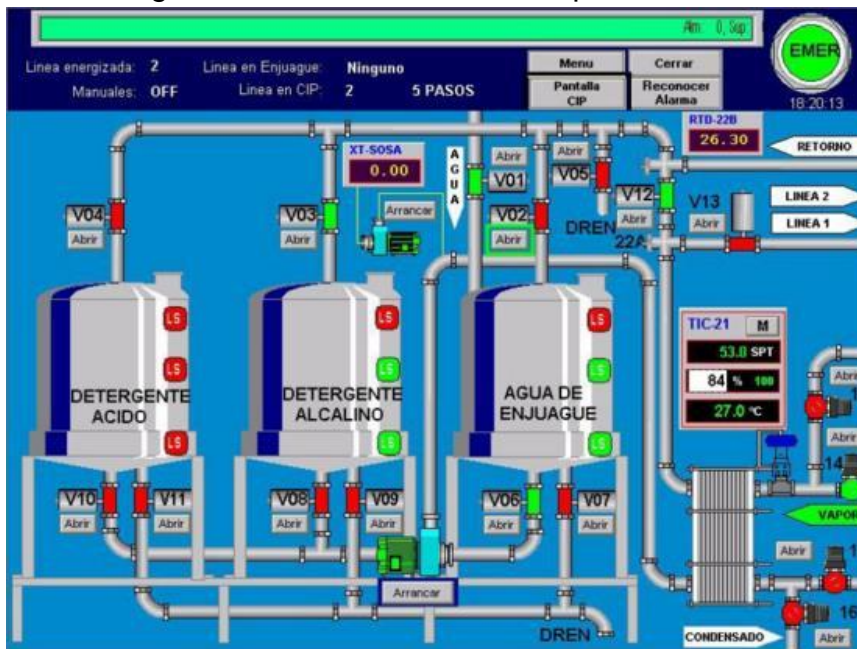 Alm: 0, Sup:
EMER
Linea energizada: 2
Linea en Enjuague: Ninguno
Menu
Cerrar
Manuales: OFF
Linea en CIP: 2
5 PASOS
Pantalla CIP
Reconocer Alarma
18:20:13
RTD-22B
26.30
RETORNO
XT-SOSA
0.00
AGUA
Abrir
V01
Abrir
V05
V12
Abrir
V13
Abrir
LINEA 2
LINEA 1
V04
Abrir
V03
Abrir
Arrancar
V02
Abrir
DREN
22A
LS
LS
LS
TIC-21
M
53.0 SPT
84 % 100
27.0 °C
LS
LS
LS
DETERGENTE
ACIDO
DETERGENTE
ALCALINO
AGUA DE
ENJUAGUE
LS
LS
LS
Abrir
Abrir
14
V10
V11
V08
V09
V06
V07
Abrir
Abrir
Abrir
Abrir
Abrir
Abrir
VAPOR
Abrir
Arrancar
16
DREN
CONDENSADO
Abrir